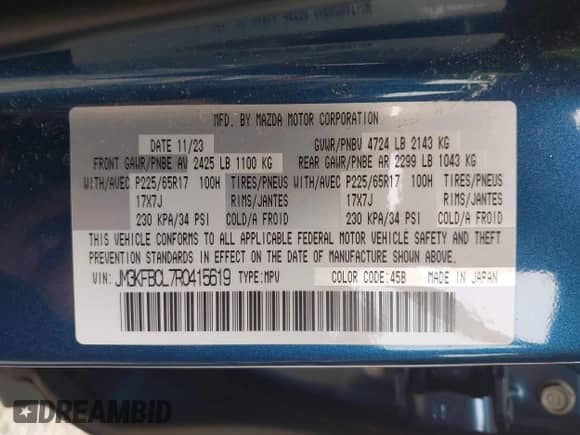 MFD. BY MAZDA MOTOR CORPORATION
DATE 11/23 GVWR/PNBV 4724 LB 2143 KG
FRONT GAWR/PNBE AV 2425 LB 1100 KG REAR GAWR/PNBE AR 2299 LB 1043 KG
WITH/AVEC P225/65R17 100H TIRES/PNEUS WITH/AVEC P225/65R17 100H TIRES/PNEUS
17X7J RIMS/JANTES 17X7J RIMS/JANTES
230 KPA/34 PSI COLD/A FROID 230 KPA/34 PSI COLD/A FROID
THIS VEHICLE CONFORMS TO ALL APPLICABLE FEDERAL MOTOR VEHICLE SAFETY AND THEFT
PREVENTION STANDARDS IN EFFECT ON THE DATE OF MANUFACTURE SHOWN ABOVE.
VIN: JM3KFBCL7R0415619 TYPE:MPV COLOR CODE:45B MADE IN JAPAN
DREAMBID